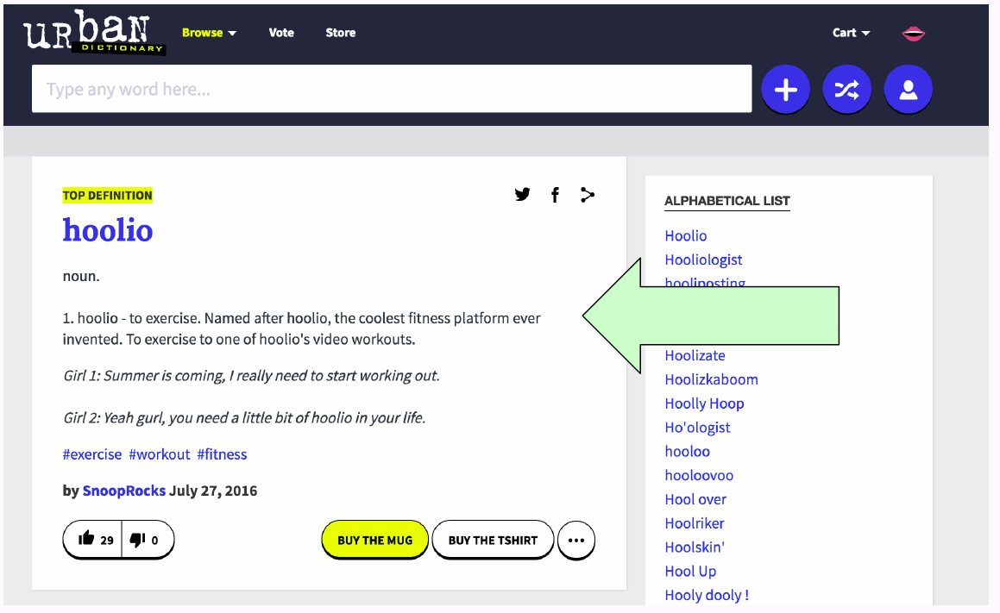 urban
DICTIONARY
Browse
Vote
Store
Cart
Type any word here...
TOP DEFINITION
hoolio
noun.
1. hoolio - to exercise. Named after hoolio, the coolest fitness platform ever
invented. To exercise to one of hoolio's video workouts.
Girl 1: Summer is coming, I really need to start working out.
Girl 2: Yeah gurl, you need a little bit of hoolio in your life.
#exercise #workout #fitness
by SnoopRocks July 27, 2016
29
0
BUY THE MUG
BUY THE TSHIRT
ALPHABETICAL LIST
Hoolio
Hooliologist
hooliposting
Hoolizate
Hoolizkaboom
Hoolly Hoop
Ho'ologist
hooloo
hooloovoo
Hool over
Hoolriker
Hoolskin'
Hool Up
Hooly dooly !